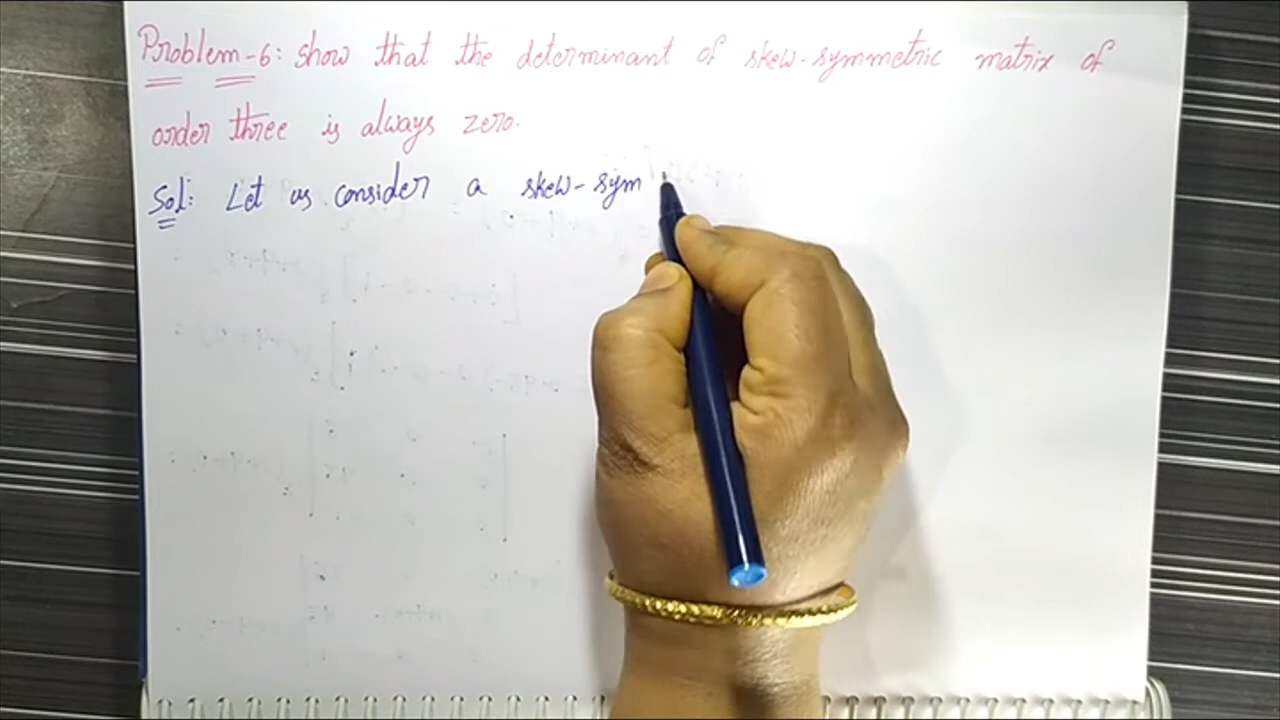 Problem-6: show that the determinant of skew-symmetric matrix of
order three is always zero.
Sol: Let us consider a skew-sym